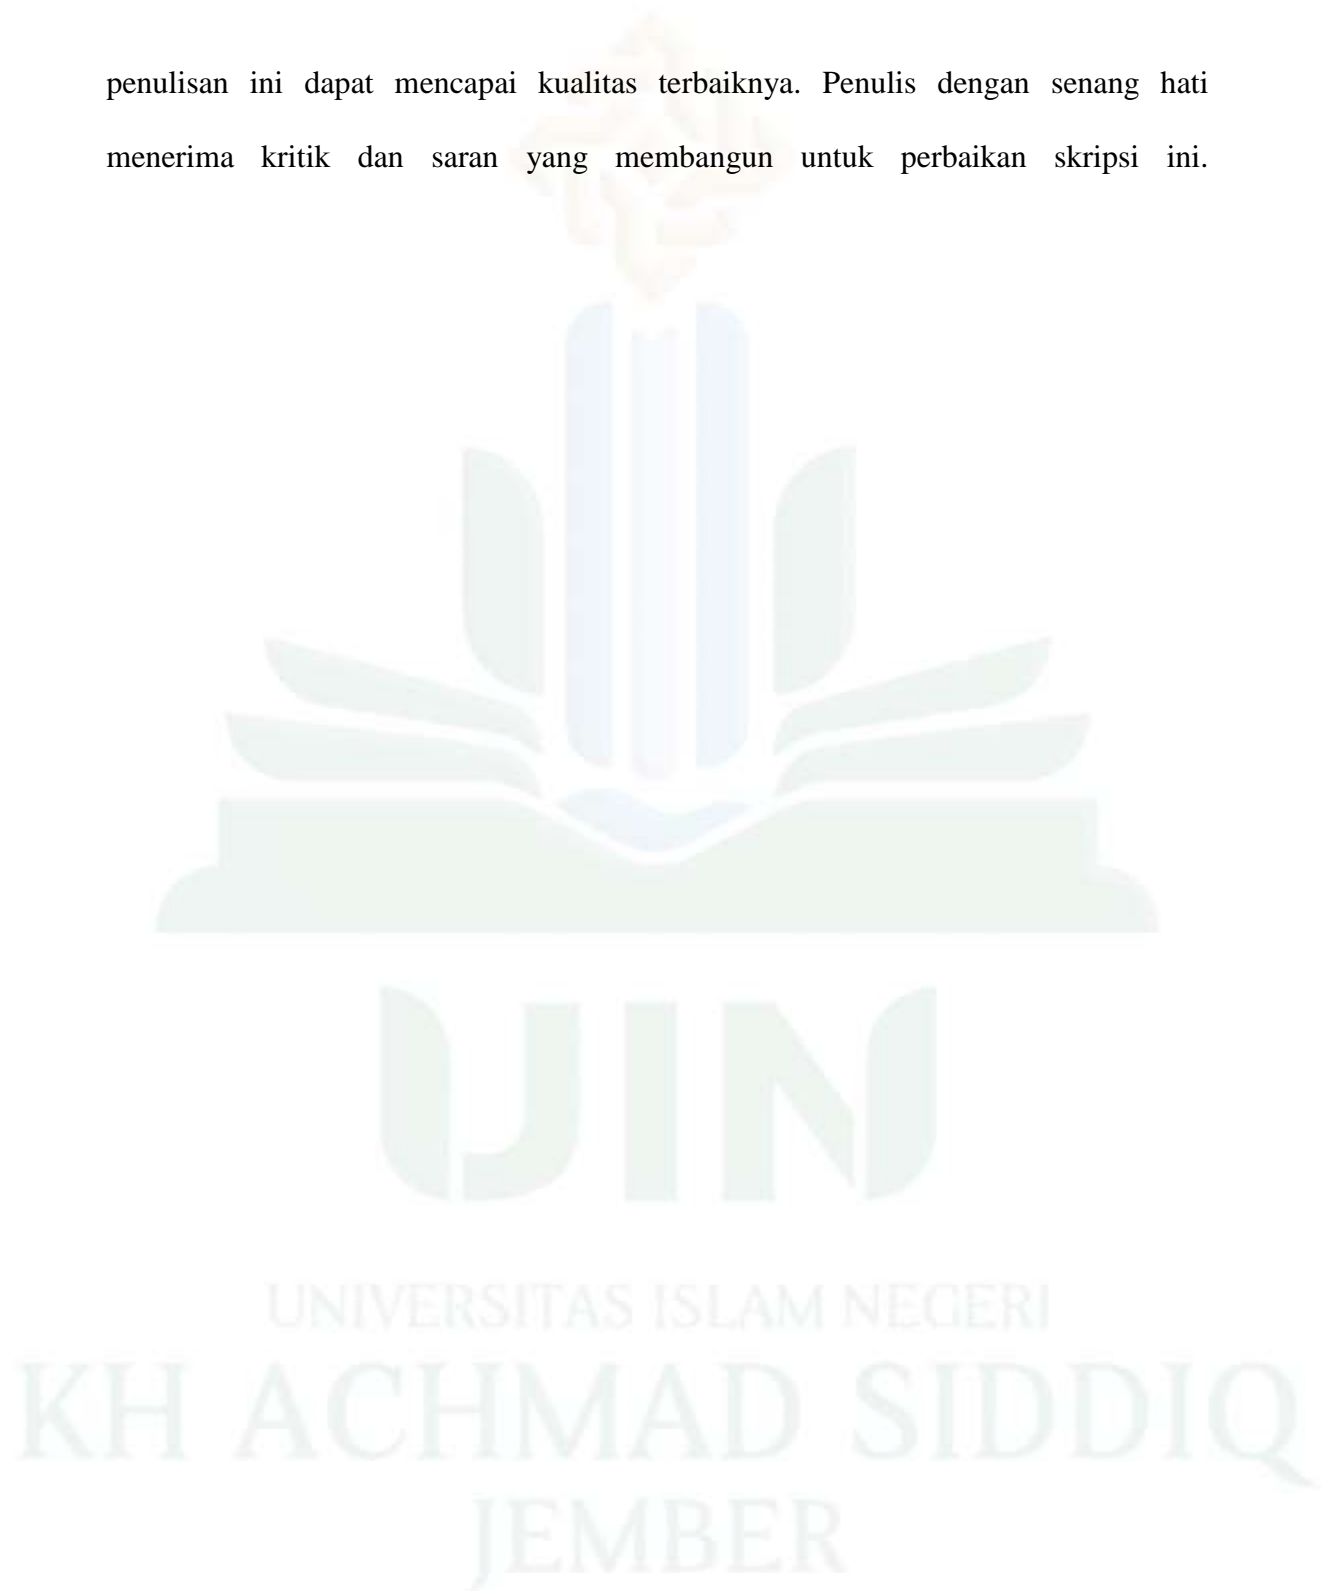 penulisan ini dapat mencapai kualitas terbaiknya. Penulis dengan senang hati
menerima kritik dan saran yang membangun untuk perbaikan skripsi ini.
UIN
UNIVERSITAS ISLAM NEGERI
KH ACHMAD SIDDIQ
JEMBER